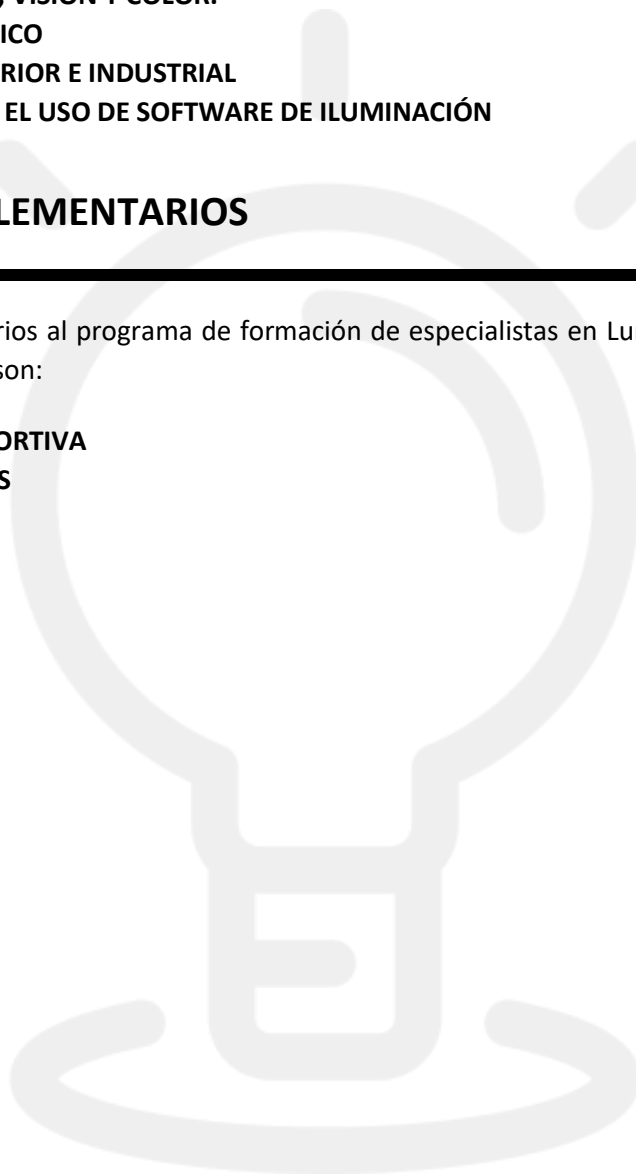 , VISIÓN Y COLOR.
ICO
RIOR E INDUSTRIAL
EL USO DE SOFTWARE DE ILUMINACIÓN
LEMENTARIOS
rios al programa de formación de especialistas en Lu
son:
ORTIVA
S